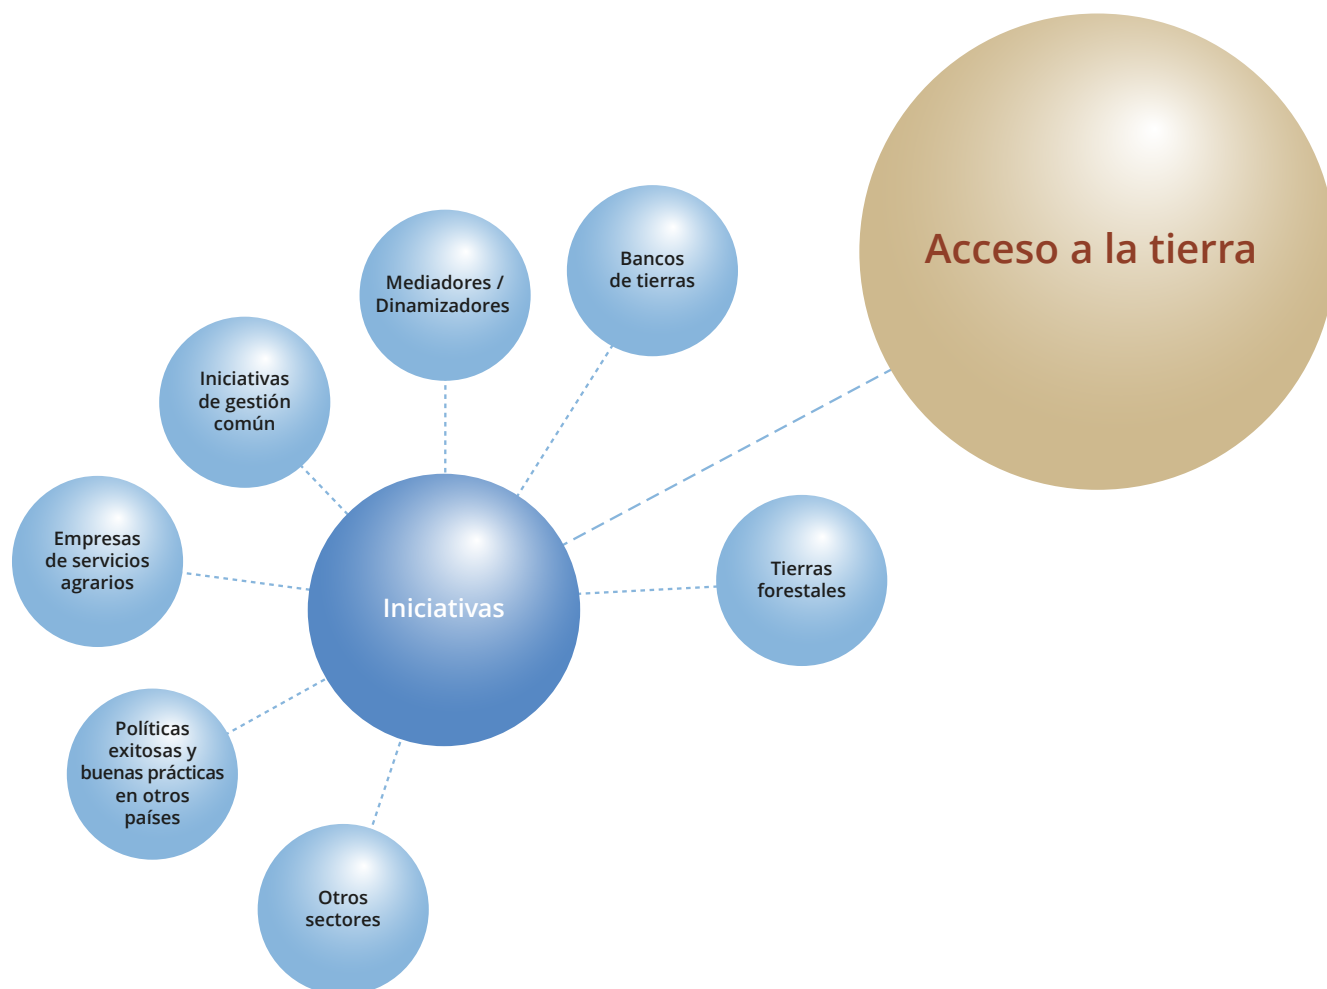 Acceso a la tierra
Bancos
de tierras
Mediadores /
Dinamizadores
Iniciativas
de gestión
común
Empresas
de servicios
agrarios
Iniciativas
Tierras
forestales
Políticas
exitosas y
buenas prácticas
en otros
países
Otros
sectores